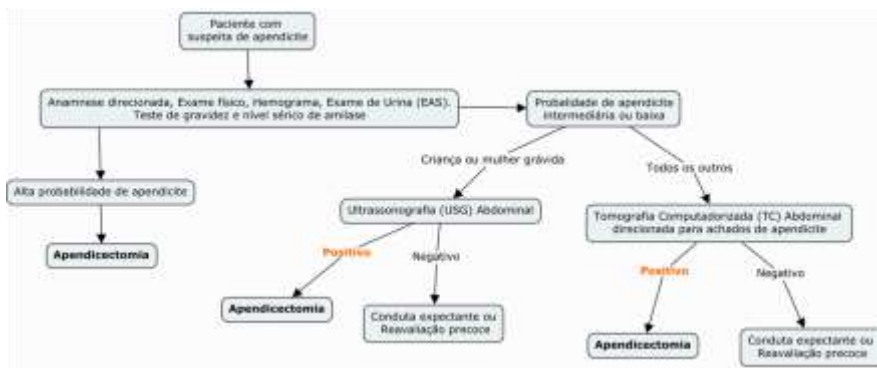 Paciente com
suspeita de apendicite
Anamnese direcionada, Exame físico, Hemograma, Exame de Urina (EAS).
Teste de gravidez e nível sérico de amilase
Probalidade de apendicite
intermediária ou baixa
Criança ou mulher grávida
Todos os outros
Alta probabilidade de apendicite
Ultrassonografia (USG) Abdominal
Tomografia Computadorizada (TC) Abdominal
direcionada para achados de apendicite
Apendicectomia
Positivo
Negativo
Positivo
Negativo
Apendicectomia
Conduta expectante ou
Reavaliação precoce
Apendicectomia
Conduta expectante ou
Reavaliação precoce